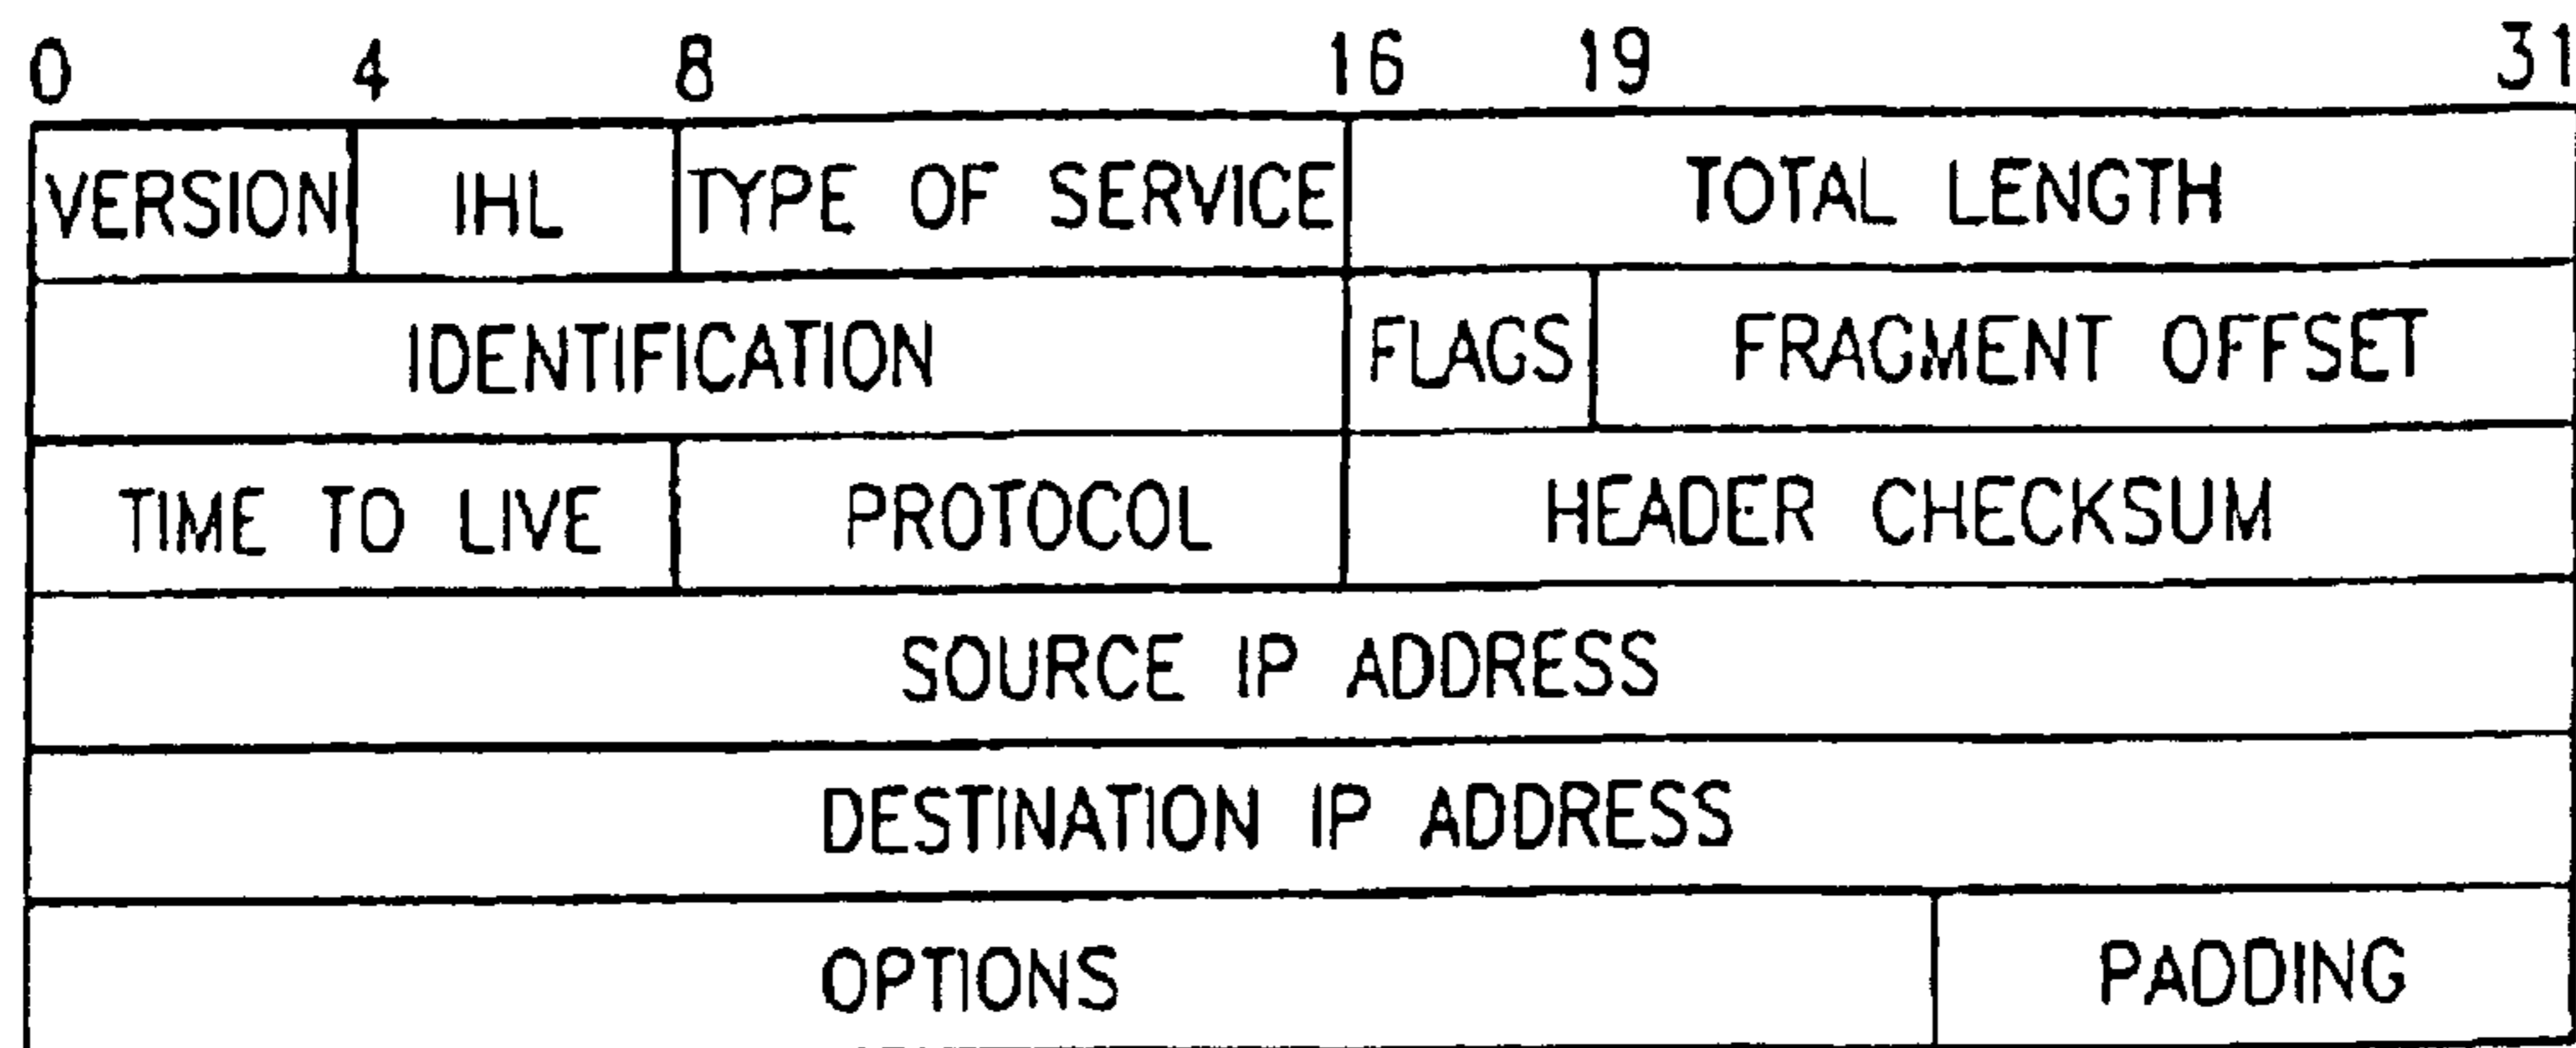 0 4 8 16 19 31
VERSION IHL TYPE OF SERVICE TOTAL LENGTH
IDENTIFICATION FLAGS FRAGMENT OFFSET
TIME TO LIVE PROTOCOL HEADER CHECKSUM
SOURCE IP ADDRESS
DESTINATION IP ADDRESS
OPTIONS PADDING